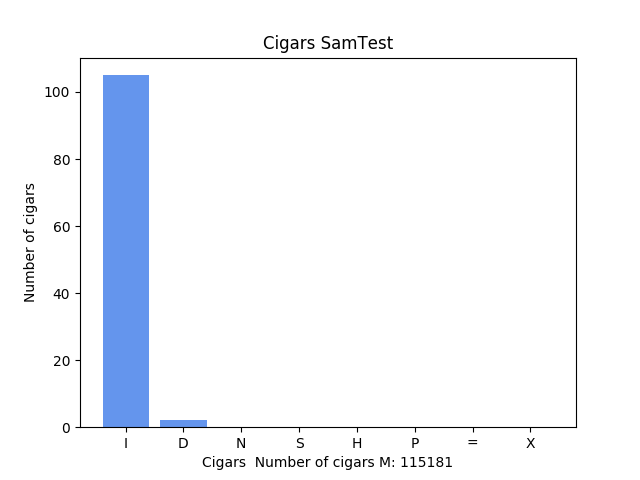 Cigars SamTest
Number of cigars
100
80
60
40
20
0
I D N S H P = X
Cigars  Number of cigars M: 115181